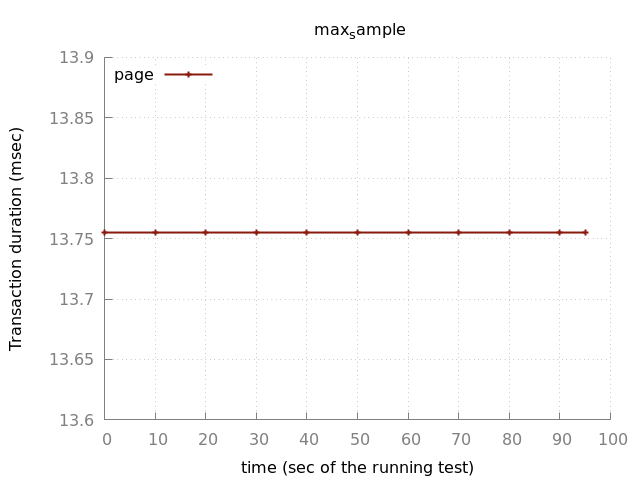 maxₛample
13.9
page
13.85
13.8
13.75
13.7
13.65
13.6
Transaction duration (msec)
0 10 20 30 40 50 60 70 80 90 100
time (sec of the running test)